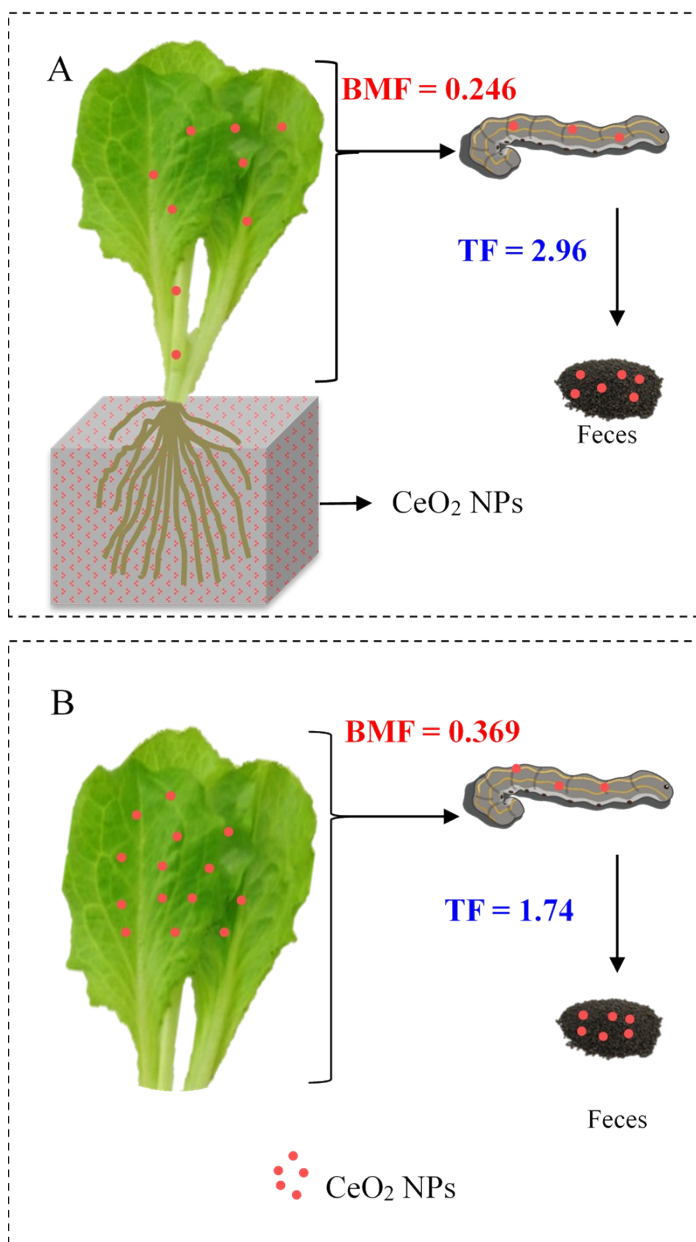 A
BMF = 0.246
TF = 2.96
Feces
CeO₂ NPs
B
BMF = 0.369
TF = 1.74
Feces
CeO₂ NPs